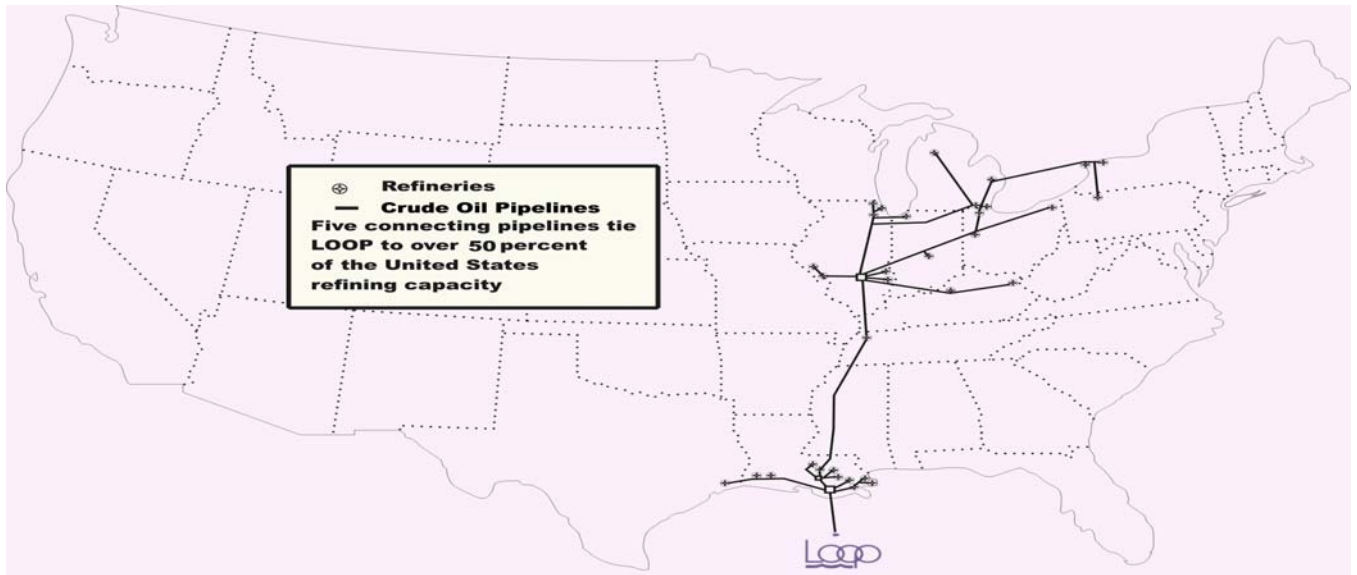 Refineries
Crude Oil Pipelines
Five connecting pipelines tie
LOOP to over 50 percent
of the United States
refining capacity
LOOP